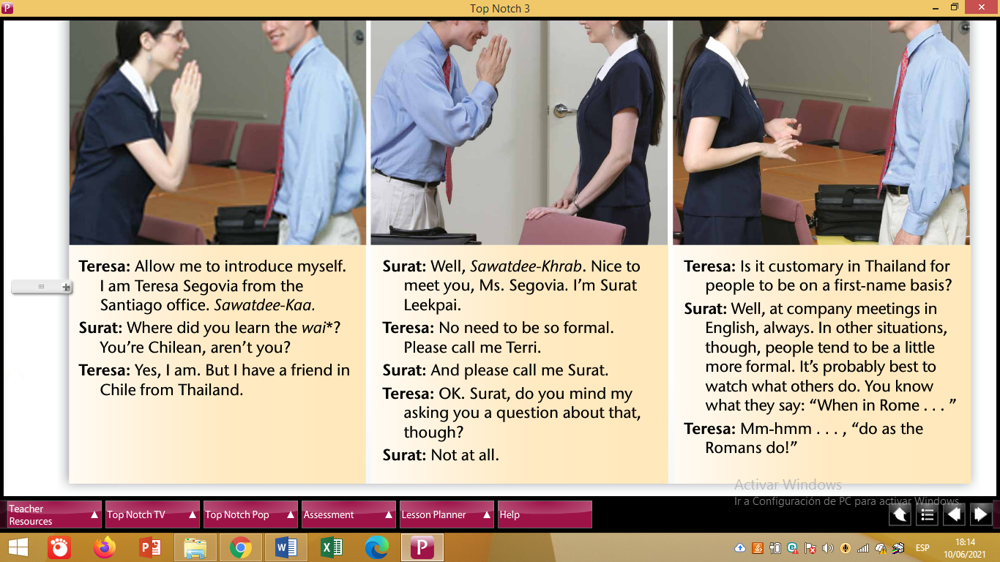 P
Top Notch 3
Teresa: Allow me to introduce myself.
I am Teresa Segovia from the
Santiago office. Sawatdee-Kaa.
Surat: Where did you learn the wai*?
You're Chilean, aren't you?
Teresa: Yes, I am. But I have a friend in
Chile from Thailand.
Surat: Well, Sawatdee-Khrab. Nice to
meet you, Ms. Segovia. I'm Surat
Leekpai.
Teresa: No need to be so formal.
Please call me Terri.
Surat: And please call me Surat.
Teresa: OK. Surat, do you mind my
asking you a question about that,
though?
Surat: Not at all.
Teresa: Is it customary in Thailand for
people to be on a first-name basis?
Surat: Well, at company meetings in
English, always. In other situations,
though, people tend to be a little
more formal. It's probably best to
watch what others do. You know
what they say: “When in Rome . . . ”
Teresa: Mm-hmm . . . , “do as the
Romans do!”
Activar Windows
Ir a Configuración de PC para activar Windows.
Teacher
Resources
Top Notch TV
Top Notch Pop
Assessment
Lesson Planner
Help
P
W
X
P
ESP
18:14
10/06/2021